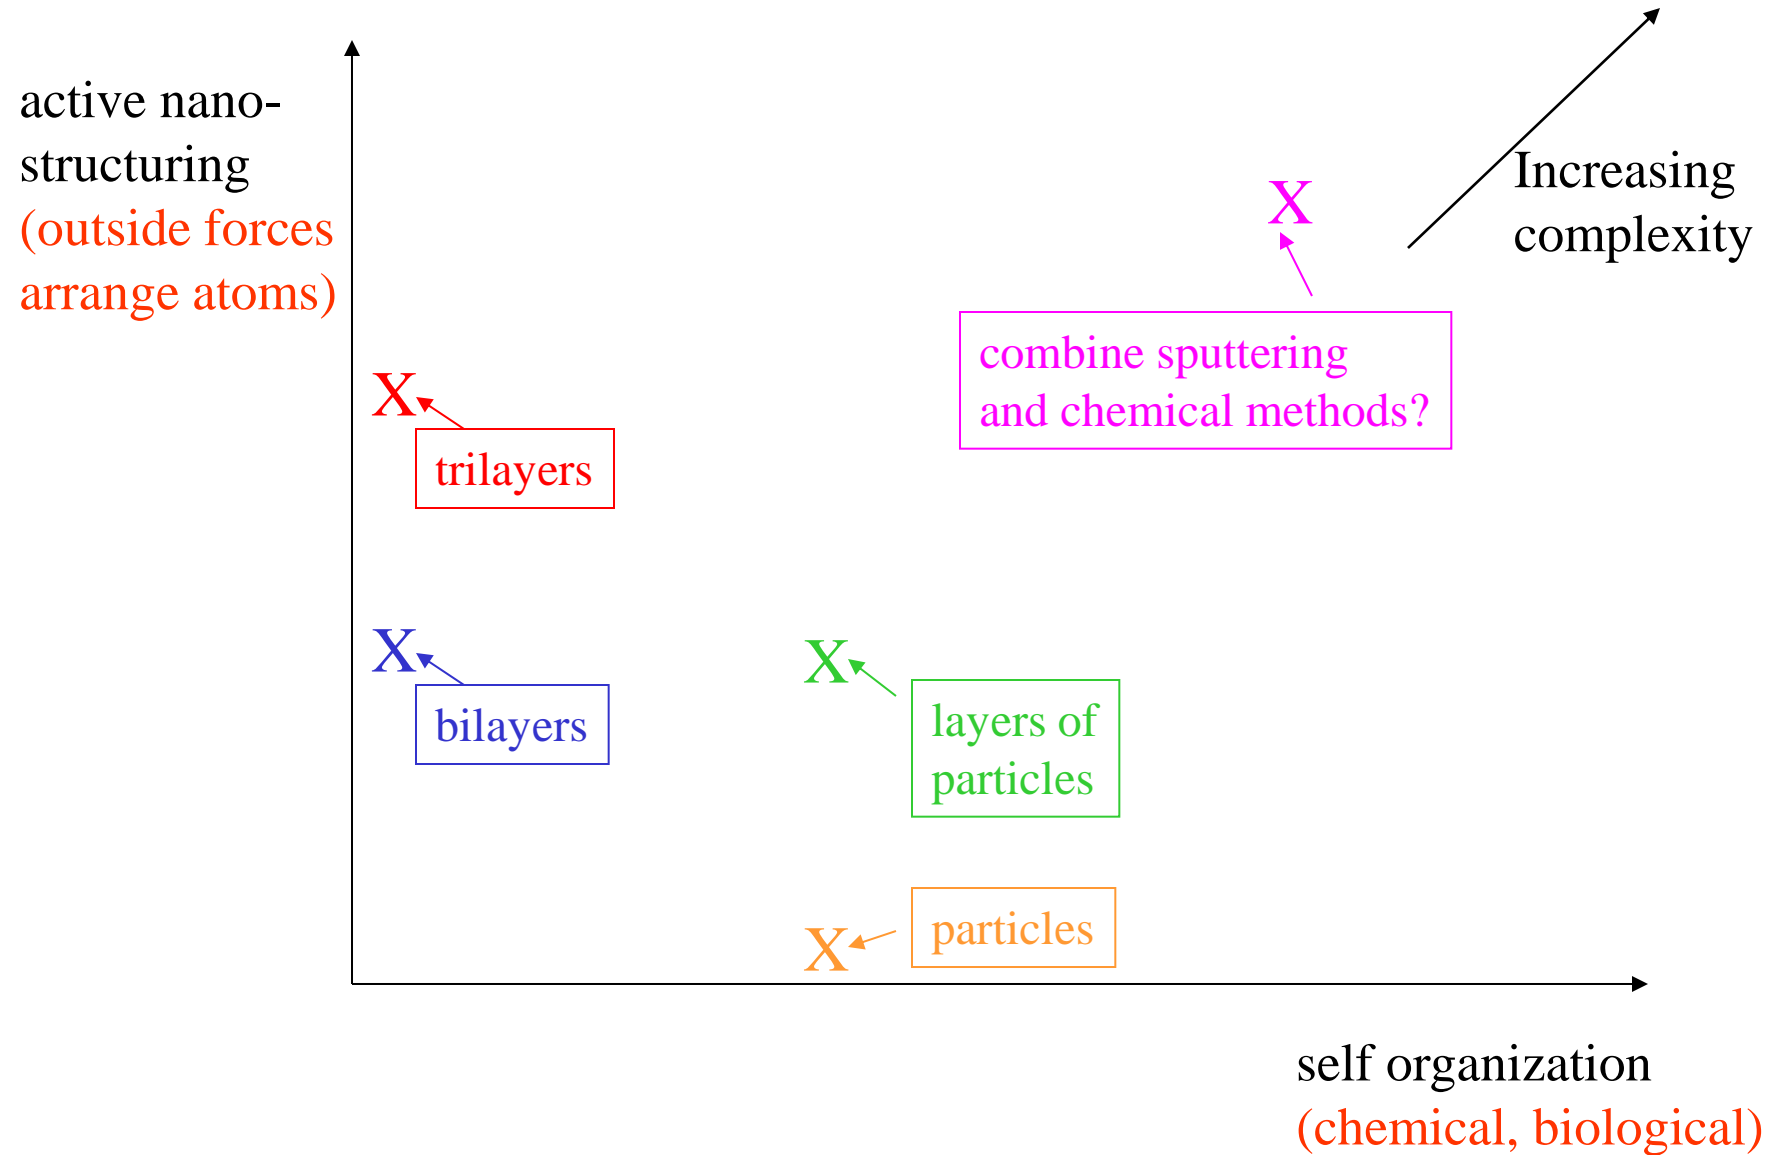 active nano-
structuring
(outside forces
arrange atoms)
Increasing
complexity
X
combine sputtering
and chemical methods?
X
trilayers
X
bilayers
X
layers of
particles
X
particles
self organization
(chemical, biological)